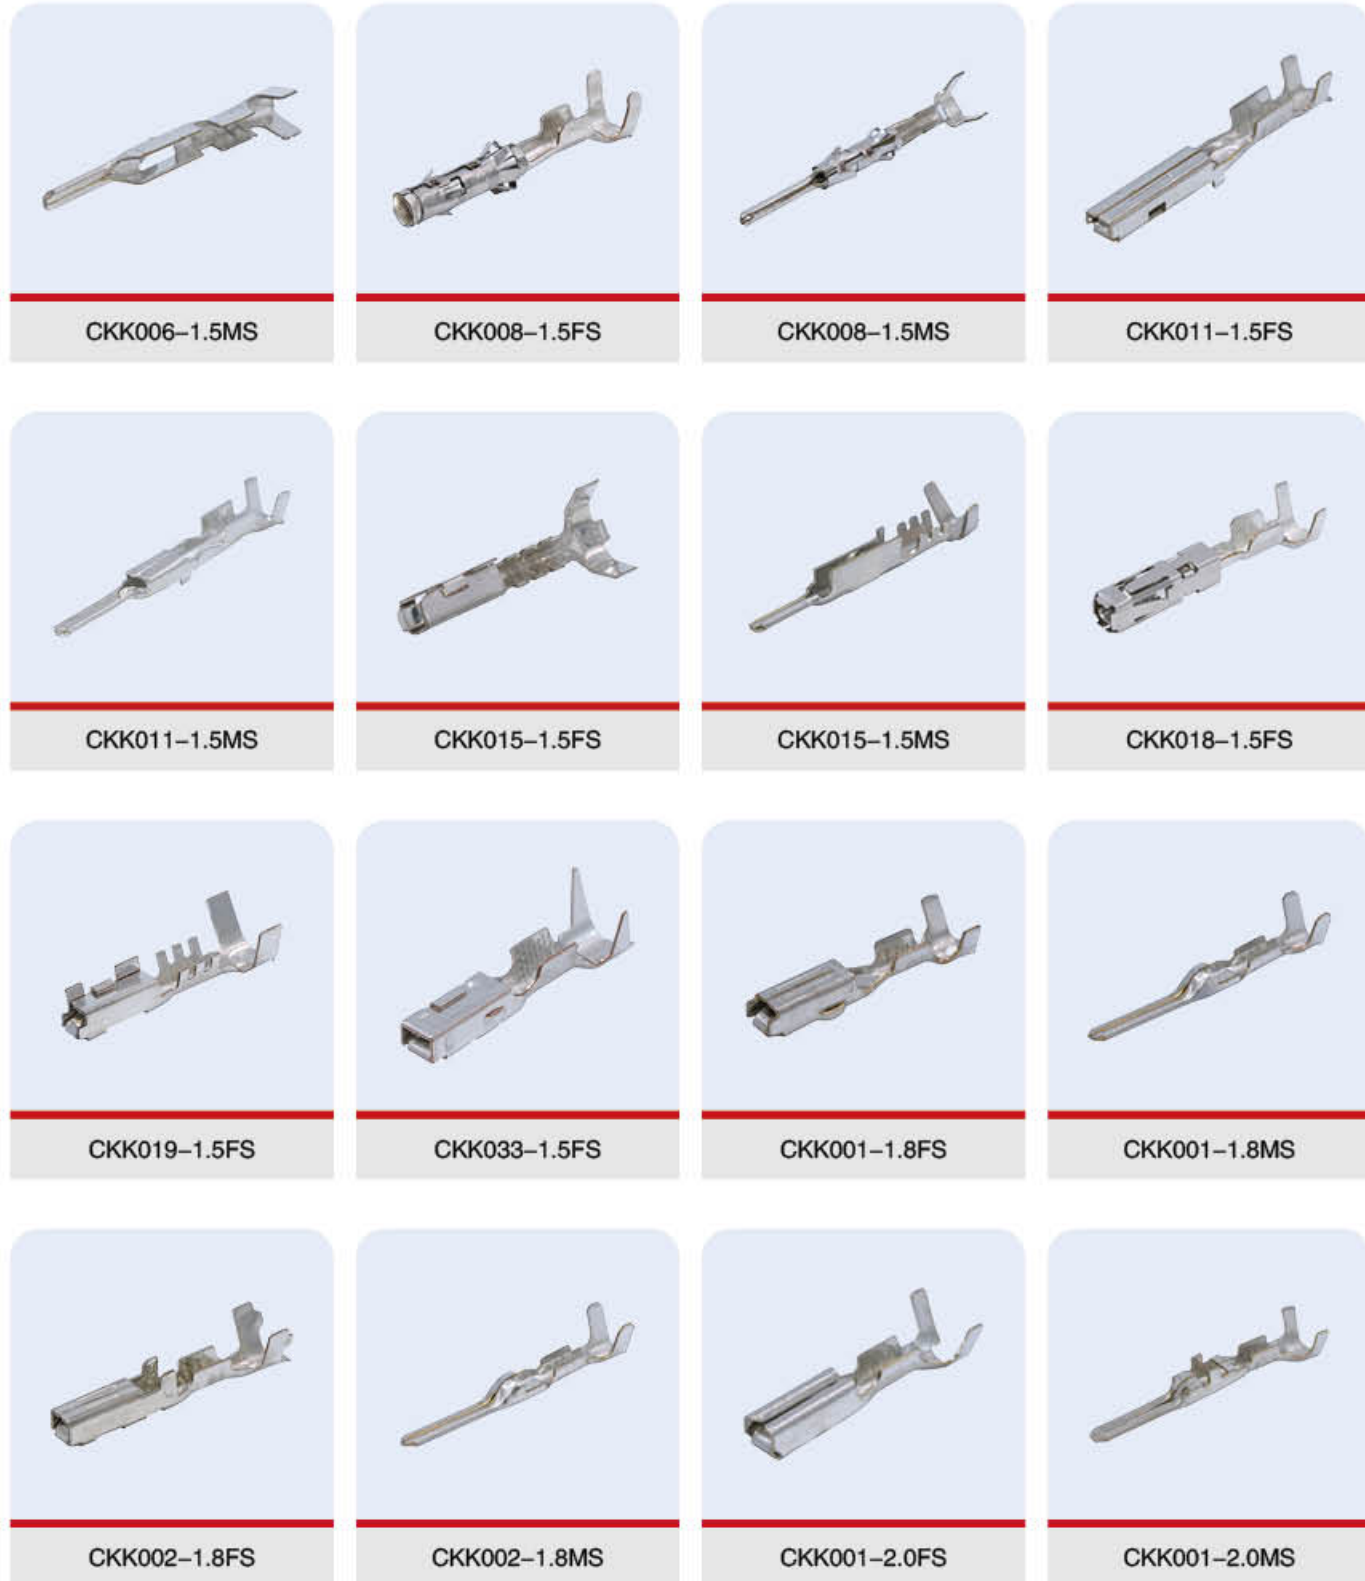 CKK006–1.5MS
CKK008–1.5FS
CKK008–1.5MS
CKK011–1.5FS
CKK011–1.5MS
CKK015–1.5FS
CKK015–1.5MS
CKK018–1.5FS
CKK019–1.5FS
CKK033–1.5FS
CKK001–1.8FS
CKK001–1.8MS
CKK002–1.8FS
CKK002–1.8MS
CKK001–2.0FS
CKK001–2.0MS